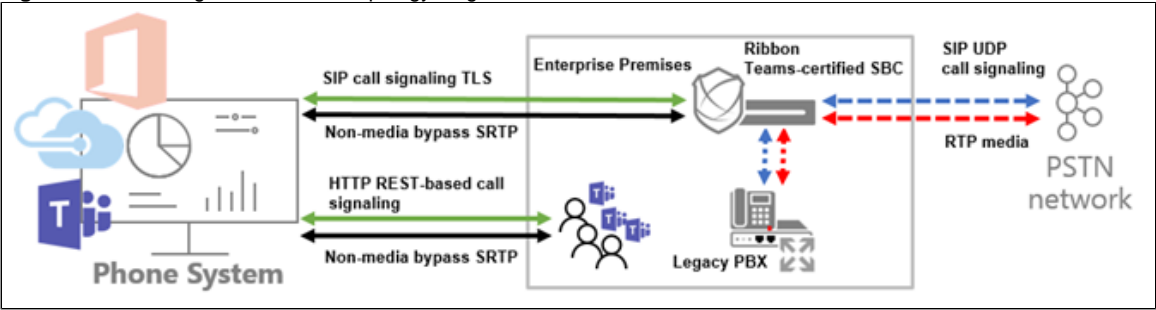 Enterprise Premises
Ribbon
Teams-certified SBC
SIP UDP
call signaling
SIP call signaling TLS
Non-media bypass SRTP
RTP media
HTTP REST-based call
signaling
PSTN
network
T
Non-media bypass SRTP
Legacy PBX
Phone System